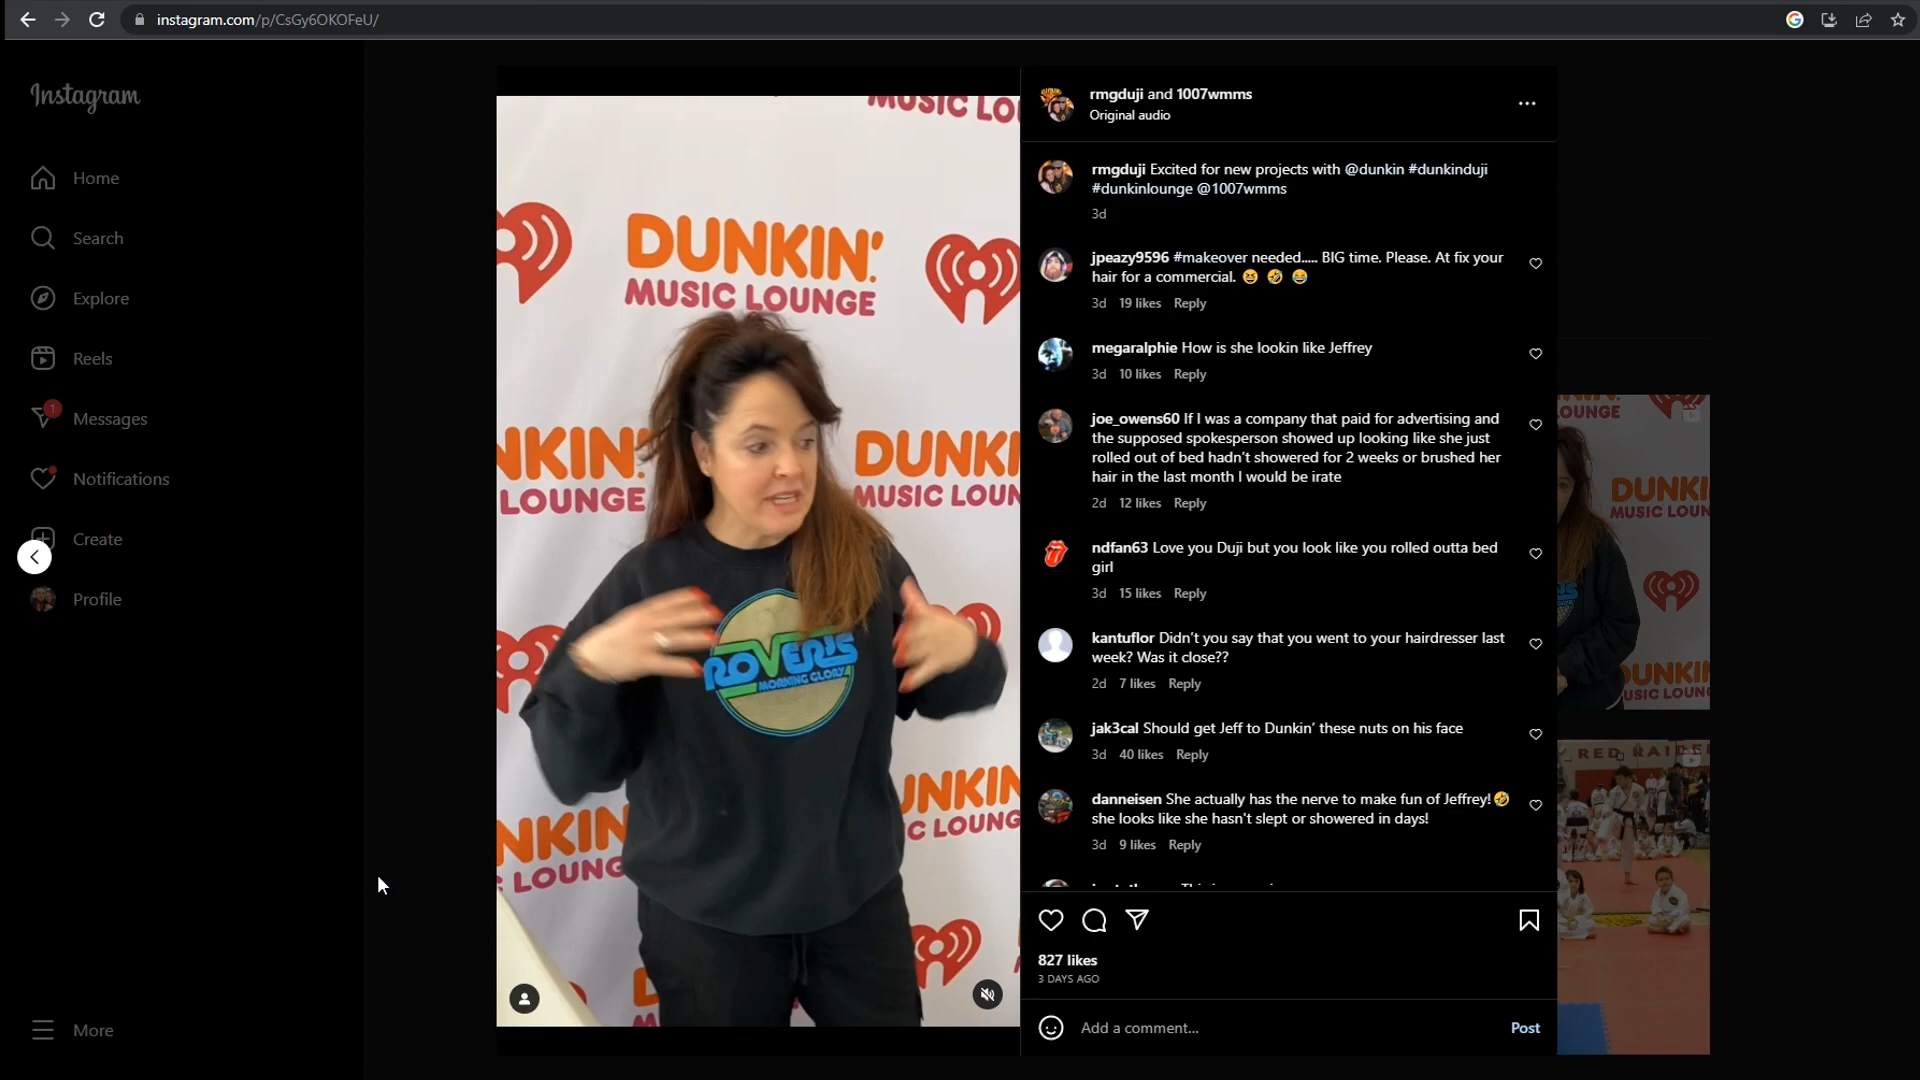 instagram.com/p/CsGy6OKOFeU/
Instagram
Home
Search
Explore
Reels
1
Messages
Notifications
Create
Profile
More
MUSIC LO
DUNKIN'
MUSIC LOUNGE
NKIN'
LOUNGE
DUNKI
MUSIC LOUN
ROVER'S
MORNING GLORY
UNKIN
C LOUNG
NKIN
LOUNG
rmgduji and 1007wmms
Original audio
rmgduji Excited for new projects with @dunkin #dunkinduji
#dunkinlounge @1007wmms
3d
jpeazy9596 #makeover needed..... BIG time. Please. At fix your
hair for a commercial. 😆 🤣 😂
3d 19 likes Reply
megaralphie How is she lookin like Jeffrey
3d 10 likes Reply
joe_owens60 If I was a company that paid for advertising and
the supposed spokesperson showed up looking like she just
rolled out of bed hadn't showered for 2 weeks or brushed her
hair in the last month I would be irate
2d 12 likes Reply
ndfan63 Love you Duji but you look like you rolled outta bed
girl
3d 15 likes Reply
kantuflor Didn't you say that you went to your hairdresser last
week? Was it close??
2d 7 likes Reply
jak3cal Should get Jeff to Dunkin' these nuts on his face
3d 40 likes Reply
danneisen She actually has the nerve to make fun of Jeffrey!🤣
she looks like she hasn't slept or showered in days!
3d 9 likes Reply
827 likes
3 DAYS AGO
Add a comment...
Post
OUNGE
DUNKI
MUSIC LOUN
DUNKIN
USIC LOUN
RED RAIDE